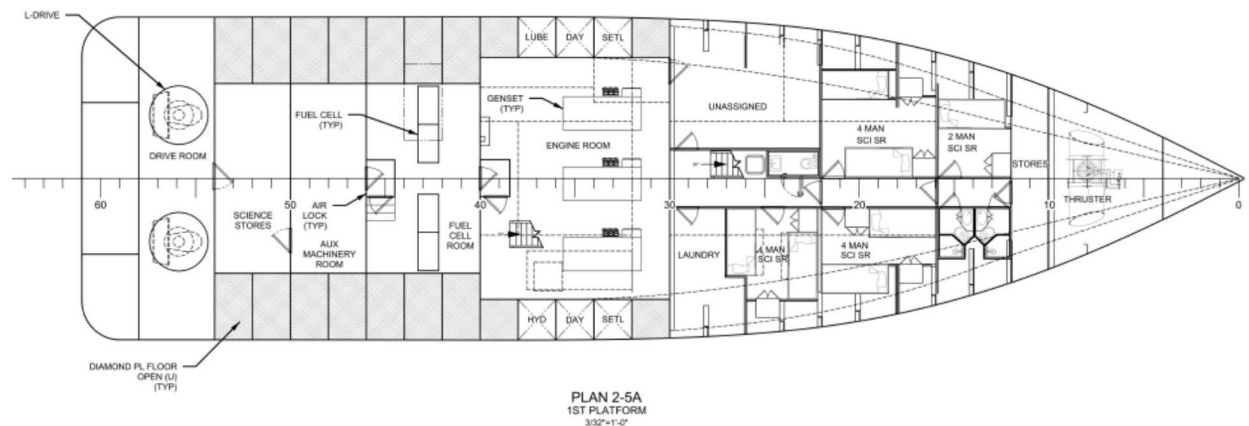 L-DRIVE
LUBE
DAY
SETL
GENSET
(TYP)
UNASSIGNED
FUEL CELL
(TYP)
4 MAN
SCI SR
2 MAN
SCI SR
DRIVE ROOM
ENGINE ROOM
STORES
UP
60
50
40
30
20
10
0
AIR
LOCK
(TYP)
THRUSTER
SCIENCE
STORES
AUX
MACHINERY
ROOM
FUEL
CELL
ROOM
UP
LAUNDRY
4 MAN
SCI SR
4 MAN
SCI SR
HYD
DAY
SETL
DIAMOND PL FLOOR
OPEN (U)
(TYP)
PLAN 2-5A
1ST PLATFORM
3/32"=1'-0"